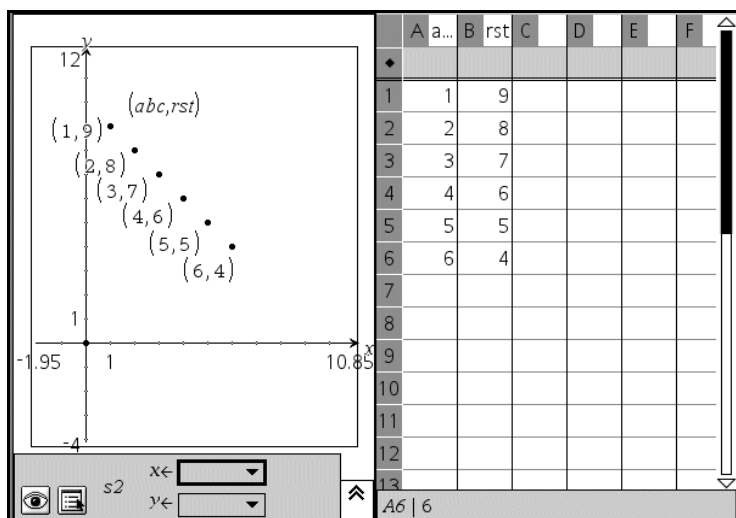 y
12
(abc,rst)
(1,9)
(2,8)
(3,7)
(4,6)
(5,5)
(6,4)
1
-1.95 1 10.85 x
-4
s2
x←
y←
A a... B rst C D E F
◆
1 1 9
2 2 8
3 3 7
4 4 6
5 5 5
6 6 4
7
8
9
10
11
12
13
A6 | 6